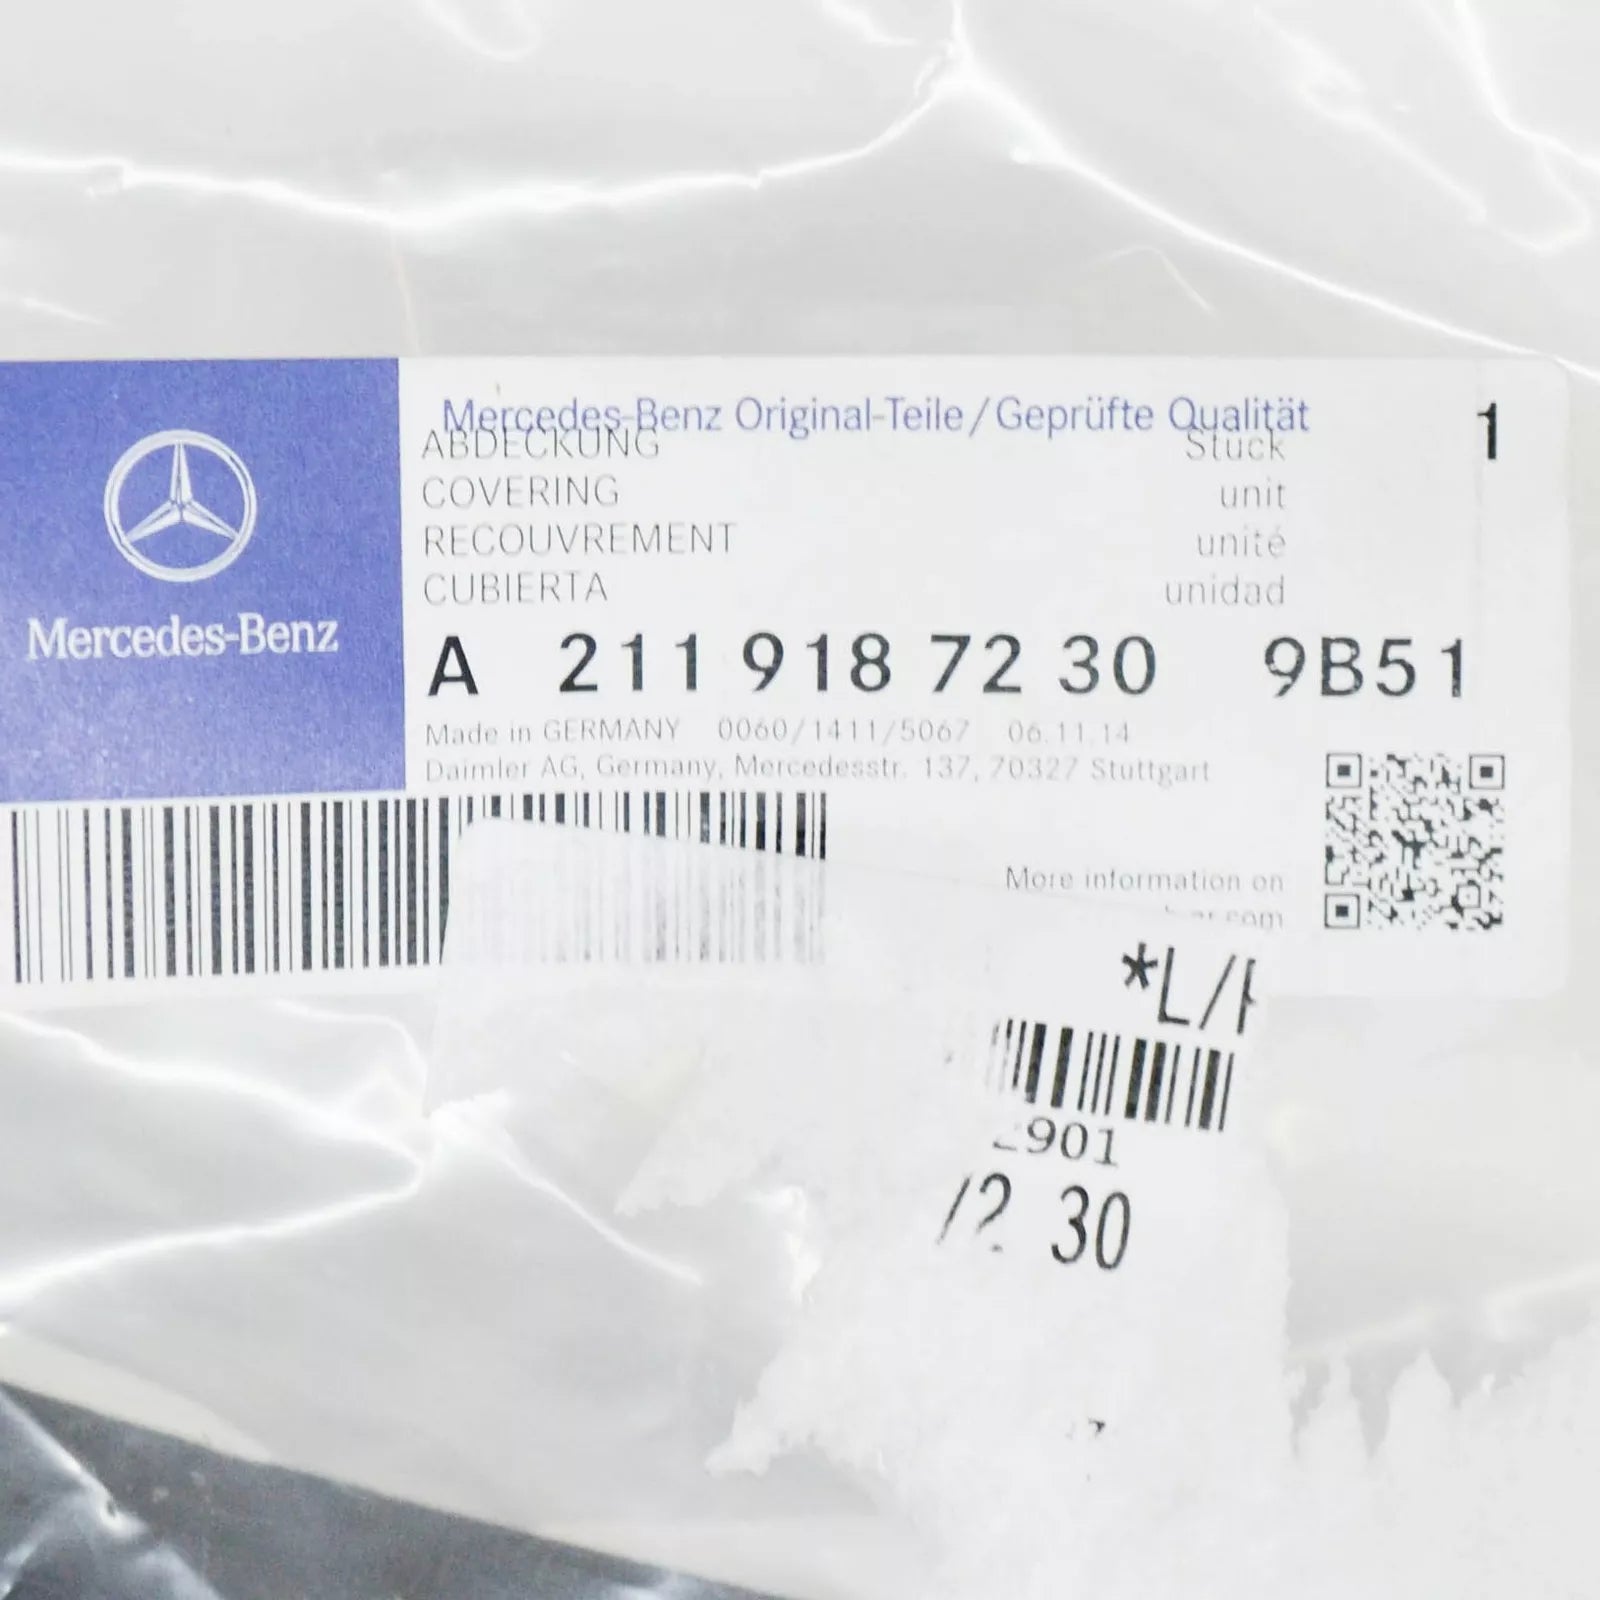 Mercedes-Benz
Mercedes-Benz Original-Teile / Geprüfte Qualität
ABDECKUNG Stück 1
COVERING unit
RECOUVREMENT unité
CUBIERTA unidad
A 211 918 72 30 9B51
Made in GERMANY 0060/1411/5067 06.11.14
Daimler AG, Germany, Mercedesstr. 137, 70327 Stuttgart
More information on
*L/
901
30